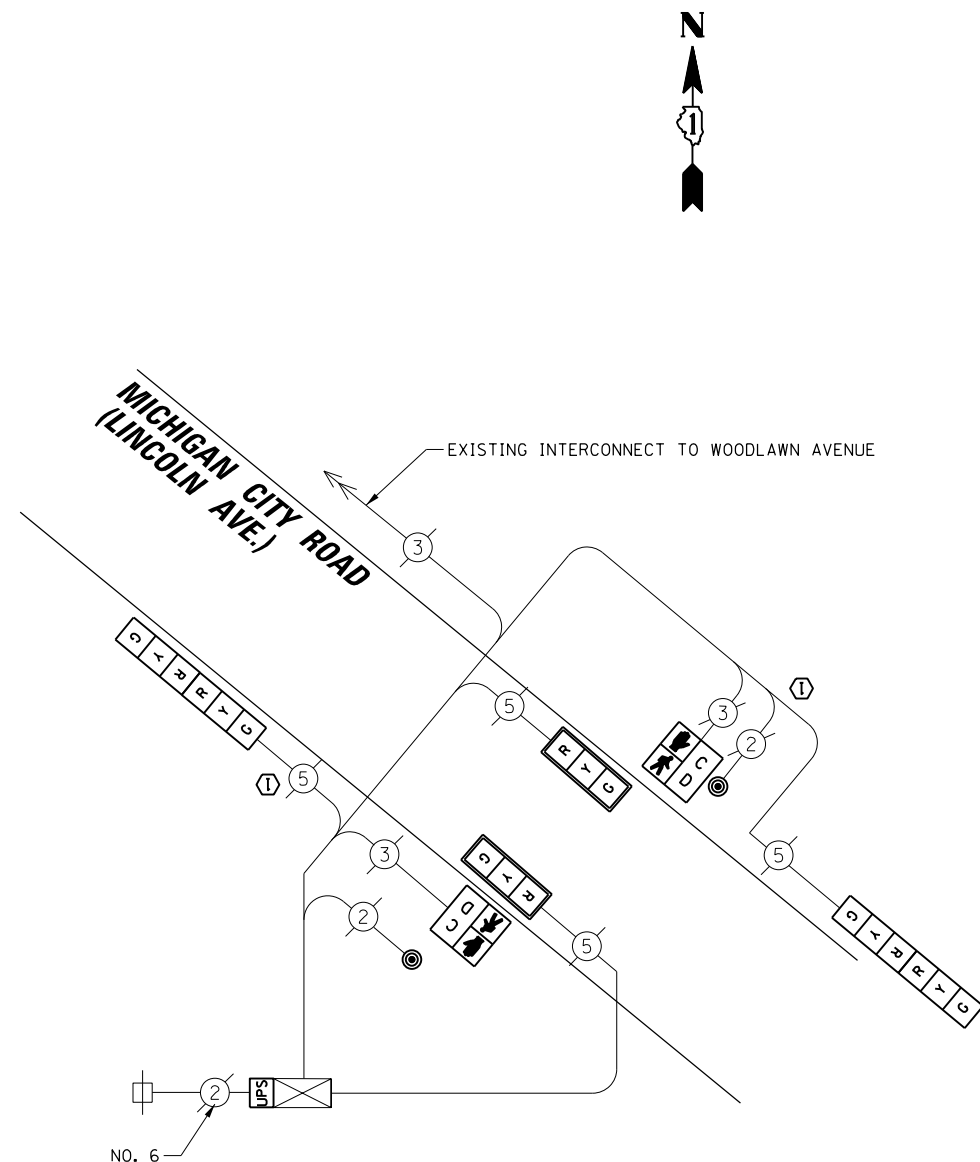 N
1
MICHIGAN CITY ROAD
(LINCOLN AVE.)
EXISTING INTERCONNECT TO WOODLAWN AVENUE
3
G Y R R Y G
5
R Y G
3
2
C
D
I
I
5
3
G Y R
5
G Y R R Y G
2
C
D
5
UPS
2
NO. 6